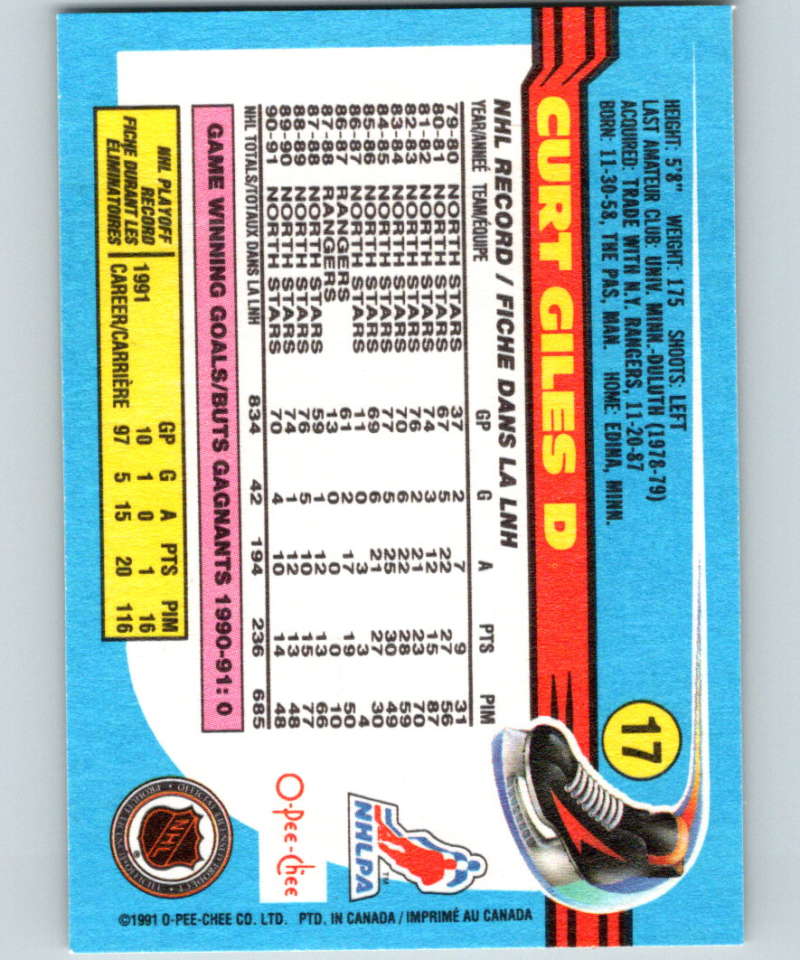 HEIGHT: 5'8" WEIGHT: 175 SHOOTS: LEFT
LAST AMATEUR CLUB: UNIV. MINN.-DULUTH (1978-79)
ACQUIRED: TRADE WITH N.Y. RANGERS, 11-20-87
BORN: 11-30-58, THE PAS, MAN. HOME: EDINA, MINN.
17
CURT GILES D
NHL RECORD / FICHE DANS LA LNH
YEAR/ANNÉE TEAM/ÉQUIPE GP G A PTS PIM
79-80 NORTH STARS 37 2 7 9 31
80-81 NORTH STARS 67 5 22 27 56
81-82 NORTH STARS 74 3 12 15 87
82-83 NORTH STARS 76 2 21 23 70
83-84 NORTH STARS 70 6 22 28 59
84-85 NORTH STARS 77 5 25 30 49
85-86 NORTH STARS 69 6 21 27 30
86-87 NORTH STARS 11 0 3 3 4
86-87 RANGERS 61 2 17 19 50
87-88 RANGERS 13 0 0 0 10
87-88 NORTH STARS 59 1 12 13 66
88-89 NORTH STARS 76 5 10 15 77
89-90 NORTH STARS 74 1 12 13 48
90-91 NORTH STARS 70 4 10 14 48
NHL TOTALS/TOTAUX DANS LA LNH 834 42 194 236 685
GAME WINNING GOALS/BUTS GAGNANTS 1990-91: 0
NHL PLAYOFF RECORD
FICHE DURANT LES ÉLIMINATOIRES
GP G A PTS PIM
1991 10 1 0 1 16
CAREER/CARRIÈRE 97 5 15 20 116
NHLPA™
O-Pee-Chee
NHL
©1991 O-PEE-CHEE CO. LTD. PTD. IN CANADA / IMPRIMÉ AU CANADA